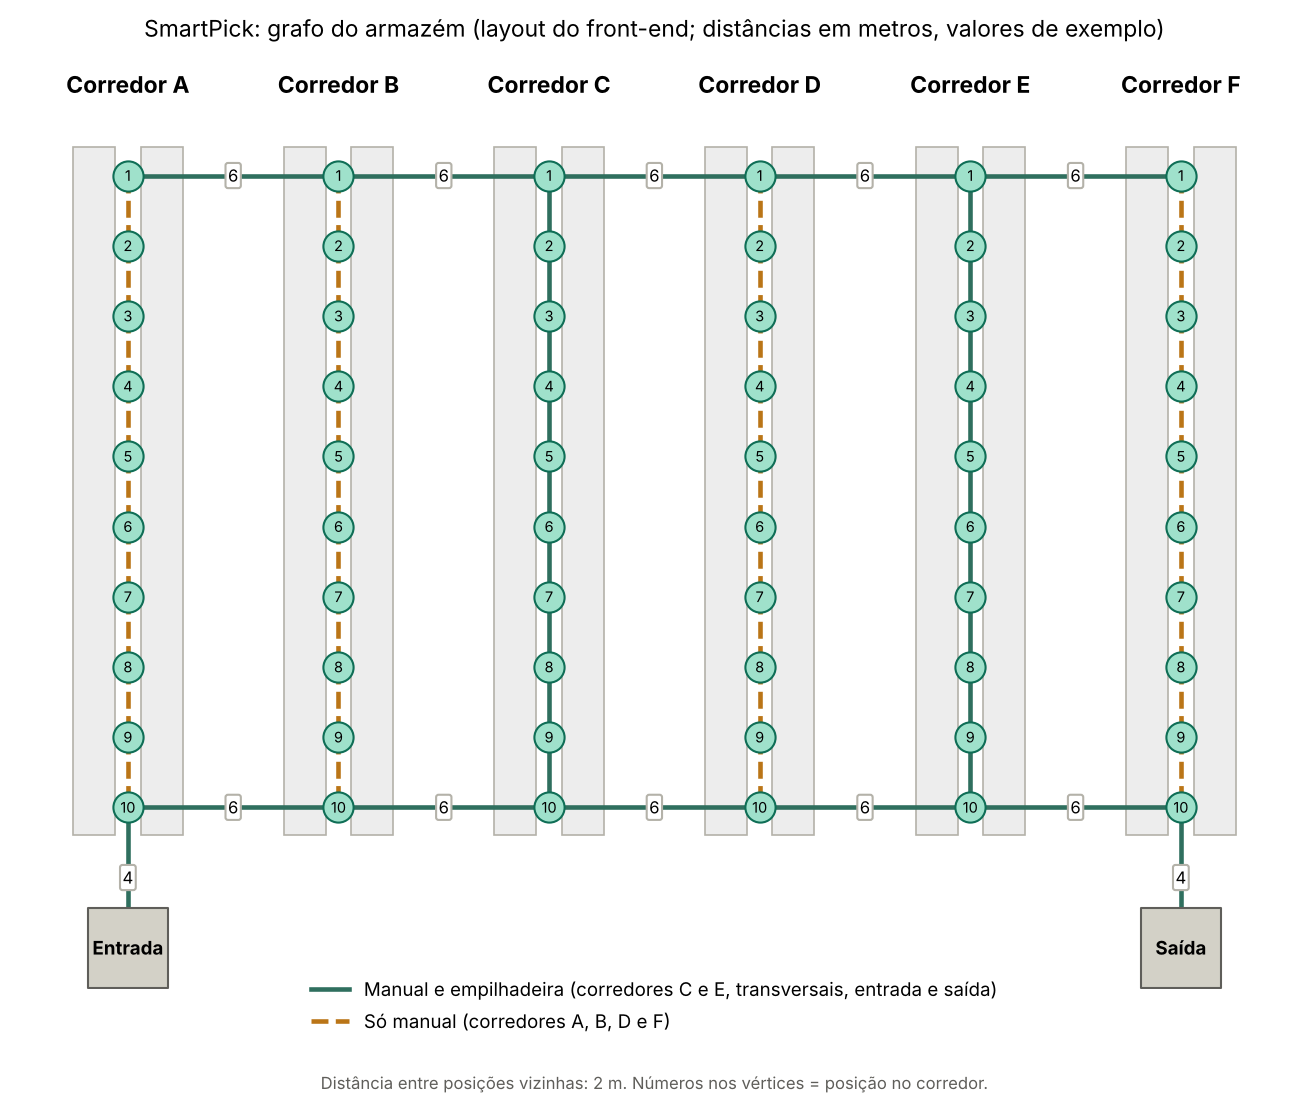 SmartPick: grafo do armazém (layout do front-end; distâncias em metros, valores de exemplo)
Corredor A Corredor B Corredor C Corredor D Corredor E Corredor F
1 6 1 6 1 6 1 6 1 6 1
2 2 2 2 2 2
3 3 3 3 3 3
4 4 4 4 4 4
5 5 5 5 5 5
6 6 6 6 6 6
7 7 7 7 7 7
8 8 8 8 8 8
9 9 9 9 9 9
10 6 10 6 10 6 10 6 10 6 10
4 4
Entrada Saída
Manual e empilhadeira (corredores C e E, transversais, entrada e saída)
Só manual (corredores A, B, D e F)
Distância entre posições vizinhas: 2 m. Números nos vértices = posição no corredor.